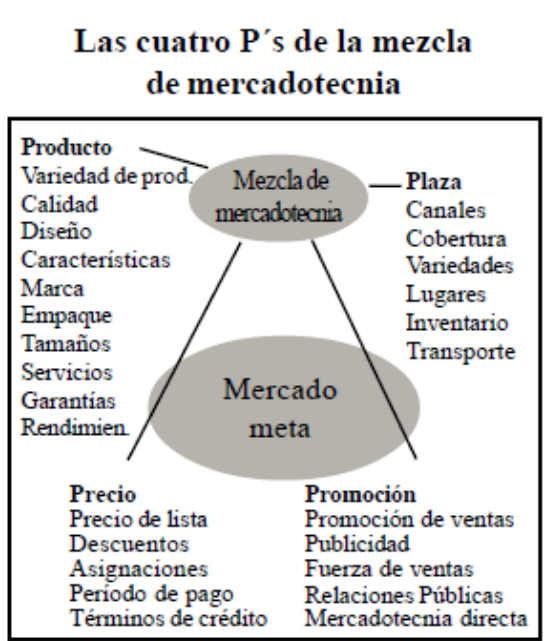 Las cuatro P´s de la mezcla
de mercadotecnia
Producto
Variedad de prod.
Calidad
Diseño
Características
Marca
Empaque
Tamaños
Servicios
Garantías
Rendimien.
Mezcla de
mercadotecnia
Plaza
Canales
Cobertura
Variedades
Lugares
Inventario
Transporte
Mercado
meta
Precio
Precio de lista
Descuentos
Asignaciones
Período de pago
Términos de crédito
Promoción
Promoción de ventas
Publicidad
Fuerza de ventas
Relaciones Públicas
Mercadotecnia directa